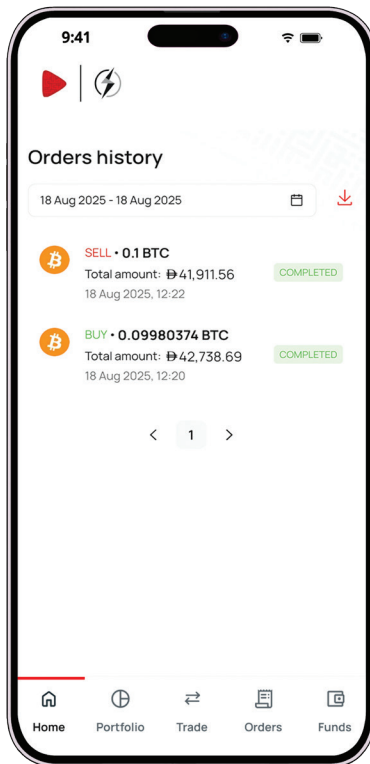 9:41
Orders history
18 Aug 2025 - 18 Aug 2025
SELL • 0.1 BTC
Total amount: 41,911.56
COMPLETED
18 Aug 2025, 12:22
BUY • 0.09980374 BTC
Total amount: 42,738.69
COMPLETED
18 Aug 2025, 12:20
< 1 >
Home Portfolio Trade Orders Funds